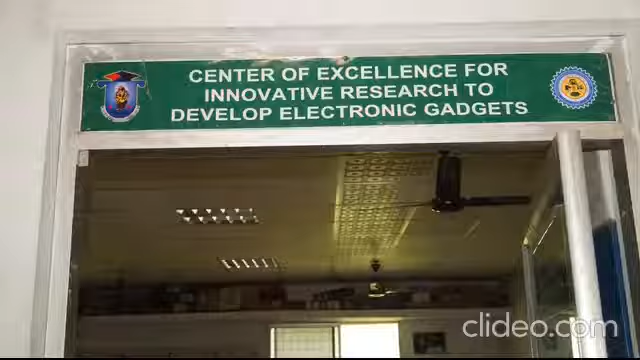 CENTER OF EXCELLENCE FOR
INNOVATIVE RESEARCH TO
DEVELOP ELECTRONIC GADGETS
clideo.com